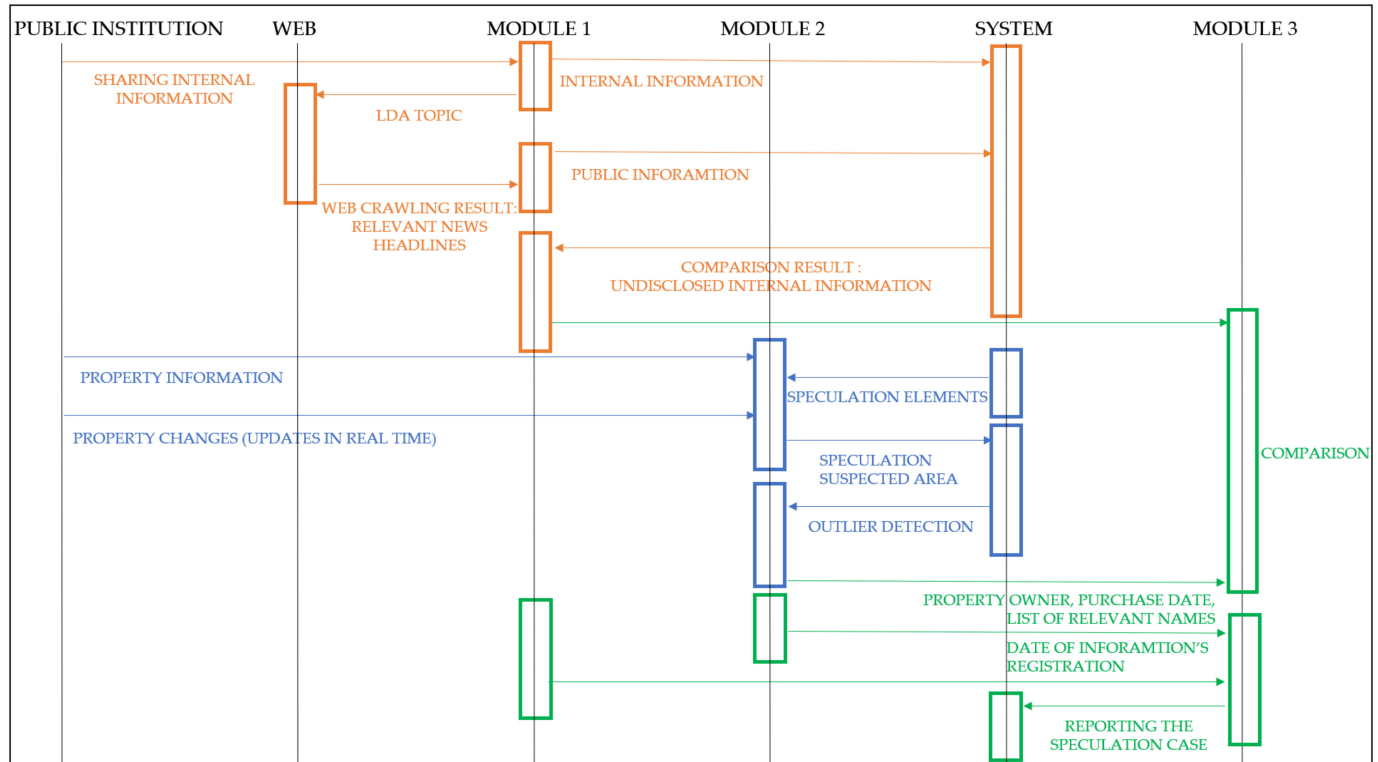 PUBLIC INSTITUTION
WEB
MODULE 1
MODULE 2
SYSTEM
MODULE 3
SHARING INTERNAL
INFORMATION
INTERNAL INFORMATION
LDA TOPIC
PUBLIC INFORAMTION
WEB CRAWLING RESULT:
RELEVANT NEWS
HEADLINES
COMPARISON RESULT :
UNDISCLOSED INTERNAL INFORMATION
PROPERTY INFORMATION
SPECULATION ELEMENTS
PROPERTY CHANGES (UPDATES IN REAL TIME)
SPECULATION
SUSPECTED AREA
COMPARISON
OUTLIER DETECTION
PROPERTY OWNER, PURCHASE DATE,
LIST OF RELEVANT NAMES
DATE OF INFORAMTION'S
REGISTRATION
REPORTING THE
SPECULATION CASE